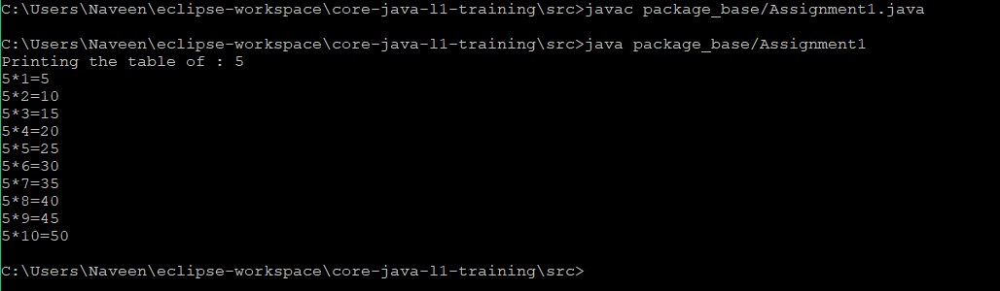 C:\Users\Naveen\eclipse-workspace\core-java-l1-training\src>javac package_base/Assignment1.java
C:\Users\Naveen\eclipse-workspace\core-java-l1-training\src>java package_base/Assignment1
Printing the table of : 5
5*1=5
5*2=10
5*3=15
5*4=20
5*5=25
5*6=30
5*7=35
5*8=40
5*9=45
5*10=50
C:\Users\Naveen\eclipse-workspace\core-java-l1-training\src>